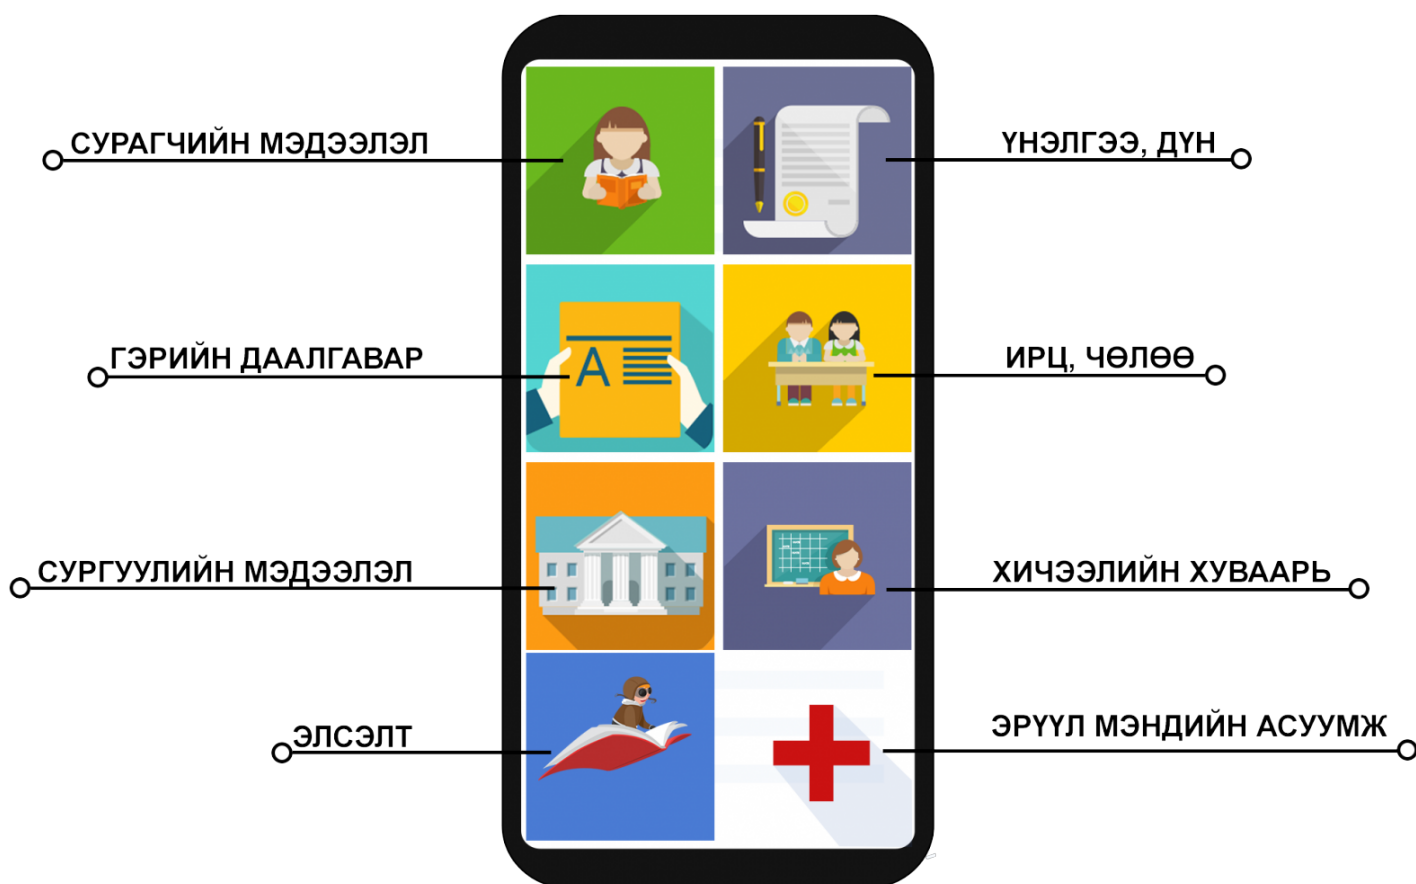 СУРАГЧИЙН МЭДЭЭЛЭЛ
ҮНЭЛГЭЭ, ДҮН
ГЭРИЙН ДААЛГАВАР
A
ИРЦ, ЧӨЛӨӨ
СУРГУУЛИЙН МЭДЭЭЛЭЛ
ХИЧЭЭЛИЙН ХУВААРЬ
ЭЛСЭЛТ
ЭРҮҮЛ МЭНДИЙН АСУУМЖ